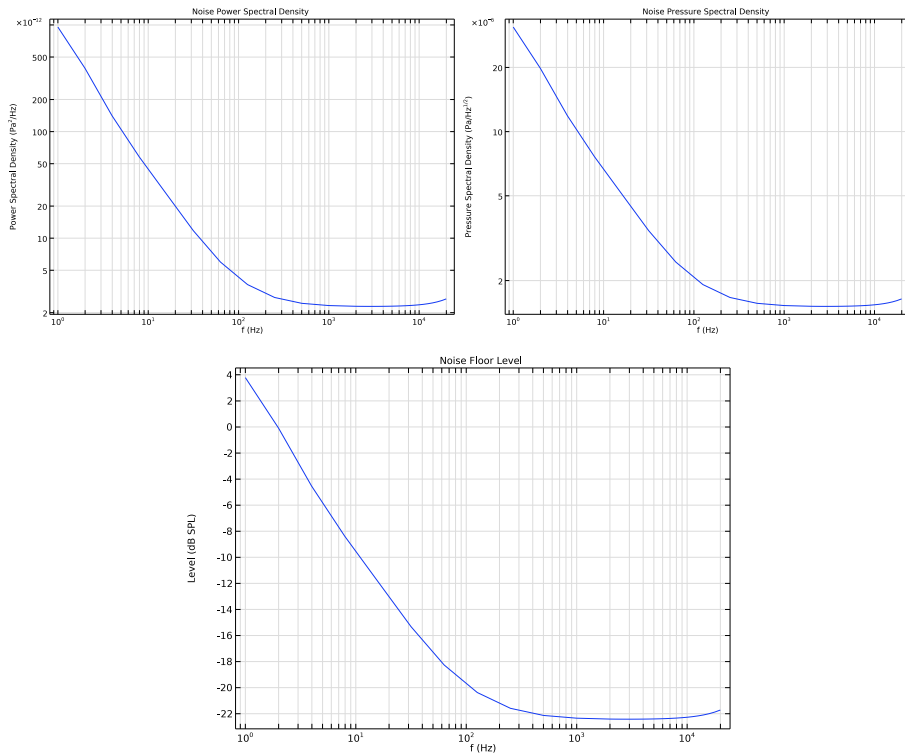 Noise Power Spectral Density
×10⁻¹²
500
200
100
50
20
10
5
2
Power Spectral Density (Pa²/Hz)
10⁰ 10¹ 10² 10³ 10⁴
f (Hz)
Noise Pressure Spectral Density
×10⁻⁶
20
10
5
2
Pressure Spectral Density (Pa/Hz¹/²)
10⁰ 10¹ 10² 10³ 10⁴
f (Hz)
Noise Floor Level
4
2
0
-2
-4
-6
-8
-10
-12
-14
-16
-18
-20
-22
Level (dB SPL)
10⁰ 10¹ 10² 10³ 10⁴
f (Hz)